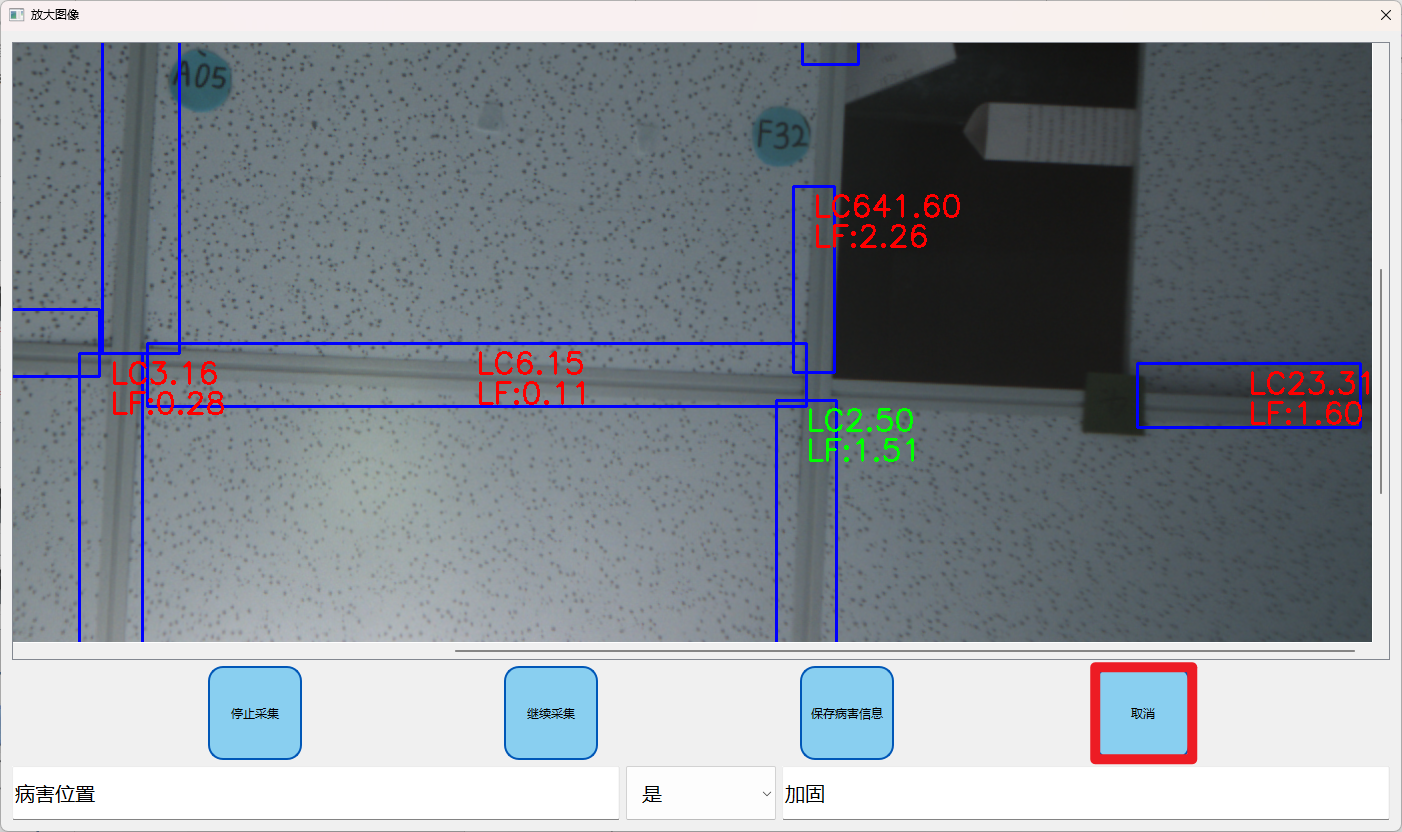 放大图像
A05
F32
LC641.60
LF:2.26
LC3.16
LF:0.28
LC6.15
LF:0.11
LC23.31
LF:1.60
LC2.50
LF:1.51
停止采集
继续采集
保存病害信息
取消
病害位置
是
加固